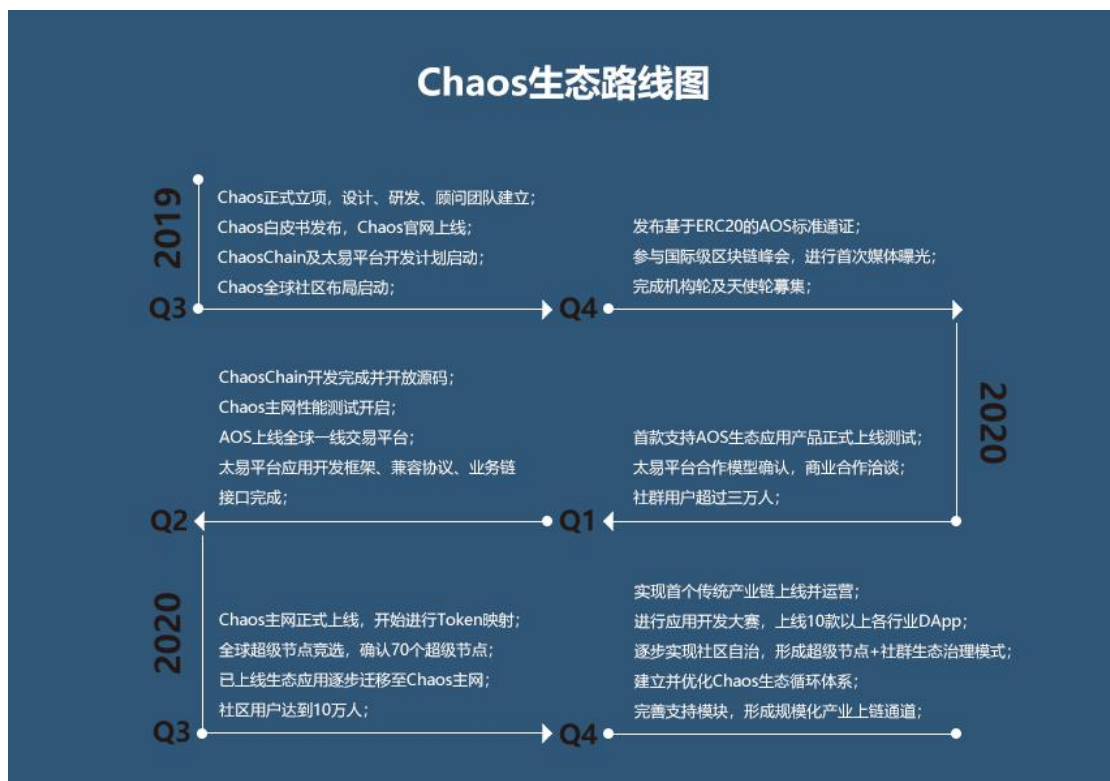 Chaos生态路线图
2019
Chaos正式立项，设计、研发、顾问团队建立；
Chaos白皮书发布，Chaos官网上线；
ChaosChain及太易平台开发计划启动；
Chaos全球社区布局启动；
Q3
发布基于ERC20的AOS标准通证；
参与国际级区块链峰会，进行首次媒体曝光；
完成机构轮及天使轮募集；
Q4
2020
首款支持AOS生态应用产品正式上线测试；
太易平台合作模型确认，商业合作洽谈；
社群用户超过三万人；
Q1
ChaosChain开发完成并开放源码；
Chaos主网性能测试开启；
AOS上线全球一线交易平台；
太易平台应用开发框架、兼容协议、业务链
接口完成；
Q2
2020
Chaos主网正式上线，开始进行Token映射；
全球超级节点竞选，确认70个超级节点；
已上线生态应用逐步迁移至Chaos主网；
社区用户达到10万人；
Q3
实现首个传统产业链上线并运营；
进行应用开发大赛，上线10款以上各行业DApp；
逐步实现社区自治，形成超级节点+社群生态治理模式；
建立并优化Chaos生态循环体系；
完善支持模块，形成规模化产业上链通道；
Q4